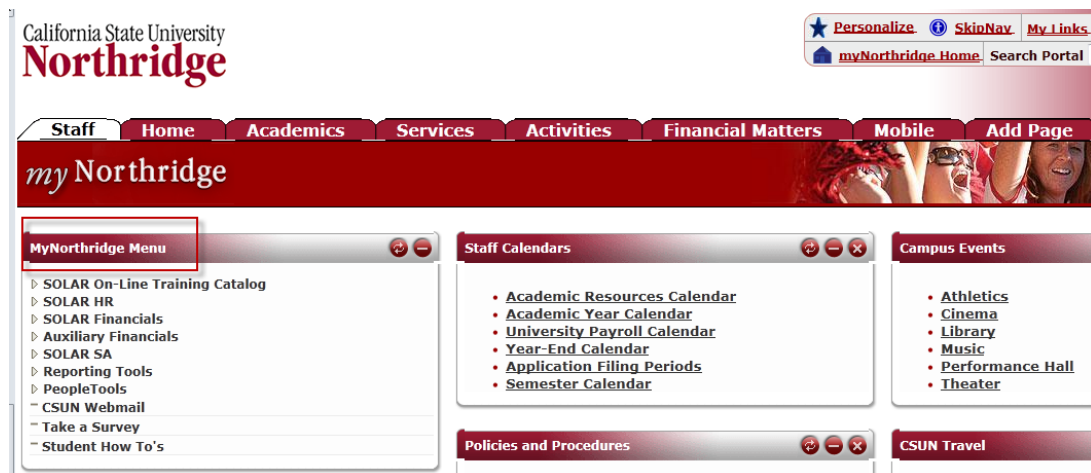 California State University
Northridge
Personalize SkipNav My Links
myNorthridge Home Search Portal
Staff Home Academics Services Activities Financial Matters Mobile Add Page
my Northridge
MyNorthridge Menu
SOLAR On-Line Training Catalog
SOLAR HR
SOLAR Financials
Auxiliary Financials
SOLAR SA
Reporting Tools
PeopleTools
CSUN Webmail
Take a Survey
Student How To's
Staff Calendars
Academic Resources Calendar
Academic Year Calendar
University Payroll Calendar
Year-End Calendar
Application Filing Periods
Semester Calendar
Policies and Procedures
Campus Events
Athletics
Cinema
Library
Music
Performance Hall
Theater
CSUN Travel